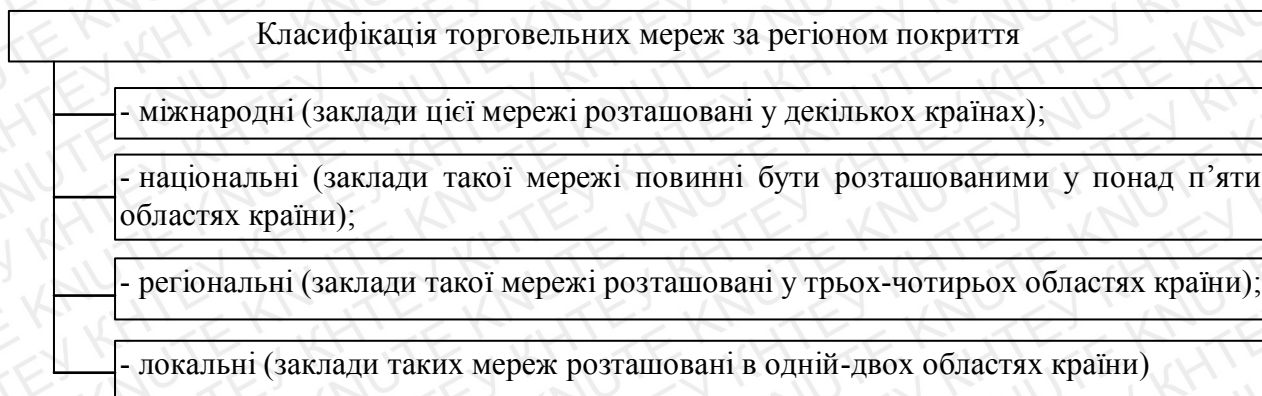 Класифікація торговельних мереж за регіоном покриття
- міжнародні (заклади цієї мережі розташовані у декількох країнах);
- національні (заклади такої мережі повинні бути розташованими у понад п’яти
областях країни);
- регіональні (заклади такої мережі розташовані у трьох-чотирьох областях країни);
- локальні (заклади таких мереж розташовані в одній-двох областях країни)